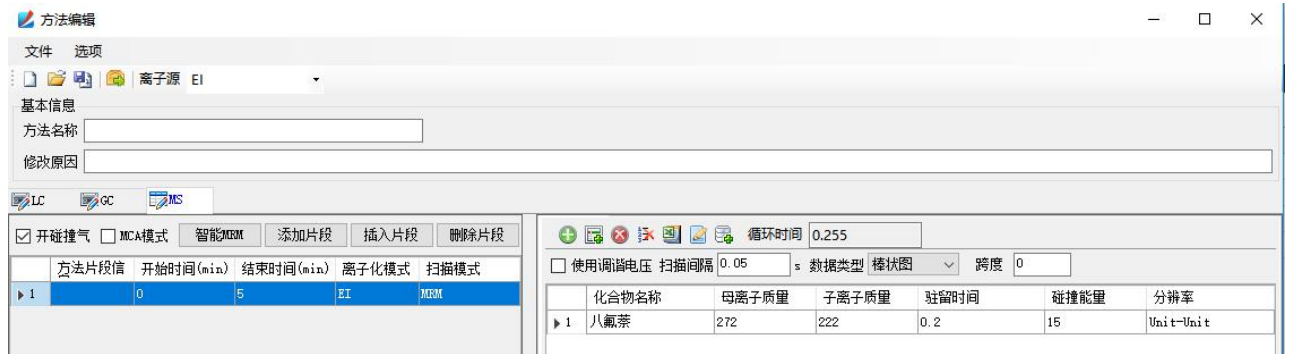 方法编辑
文件 选项
离子源 EI
基本信息
方法名称
修改原因
LC GC MS
开碰撞气 MCA模式 智能MRM 添加片段 插入片段 删除片段
循环时间 0.255
使用调谐电压 扫描间隔 0.05 s 数据类型 棒状图 跨度 0
方法片段信 开始时间(min) 结束时间(min) 离子化模式 扫描模式
1 0 5 EI MRM
化合物名称 母离子质量 子离子质量 驻留时间 碰撞能量 分辨率
1 八氟萘 272 222 0.2 15 Unit-Unit